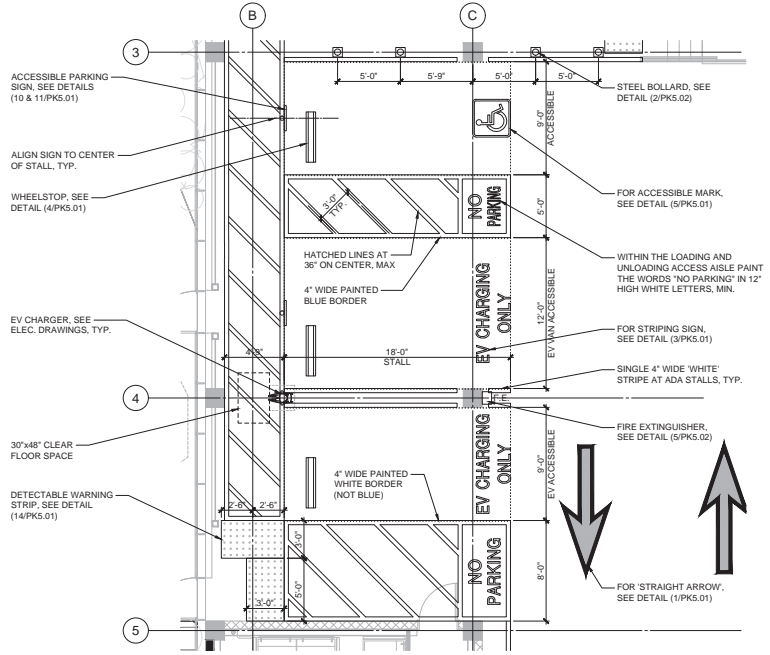 B
C
3
5'-0"
5'-9"
5'-0"
5'-0"
ACCESSIBLE PARKING
SIGN, SEE DETAILS
(10 & 11/PK5.01)
STEEL BOLLARD, SEE
DETAIL (2/PK5.02)
9'-0"
ACCESSIBLE
ALIGN SIGN TO CENTER
OF STALL, TYP.
WHEELSTOP, SEE
DETAIL (4/PK5.01)
3'-0"
TYP.
NO
PARKING
5'-0"
FOR ACCESSIBLE MARK,
SEE DETAIL (5/PK5.01)
HATCHED LINES AT
36" ON CENTER, MAX
4" WIDE PAINTED
BLUE BORDER
WITHIN THE LOADING AND
UNLOADING ACCESS AISLE PAINT
THE WORDS "NO PARKING" IN 12"
HIGH WHITE LETTERS, MIN.
EV CHARGER, SEE
ELEC. DRAWINGS, TYP.
EV CHARGING
ONLY
12'-0"
EV VAN ACCESSIBLE
FOR STRIPING SIGN,
SEE DETAIL (3/PK5.01)
4'-9"
18'-0"
STALL
SINGLE 4" WIDE 'WHITE'
STRIPE AT ADA STALLS, TYP.
4
F.E.
30"x48" CLEAR
FLOOR SPACE
FIRE EXTINGUISHER,
SEE DETAIL (5/PK5.02)
EV CHARGING
ONLY
9'-0"
EV ACCESSIBLE
4" WIDE PAINTED
WHITE BORDER
(NOT BLUE)
DETECTABLE WARNING
STRIP, SEE DETAIL
(14/PK5.01)
2'-6"
2'-6"
3'-0"
5'-0"
3'-0"
NO
PARKING
8'-0"
FOR 'STRAIGHT ARROW',
SEE DETAIL (1/PK5.01)
5